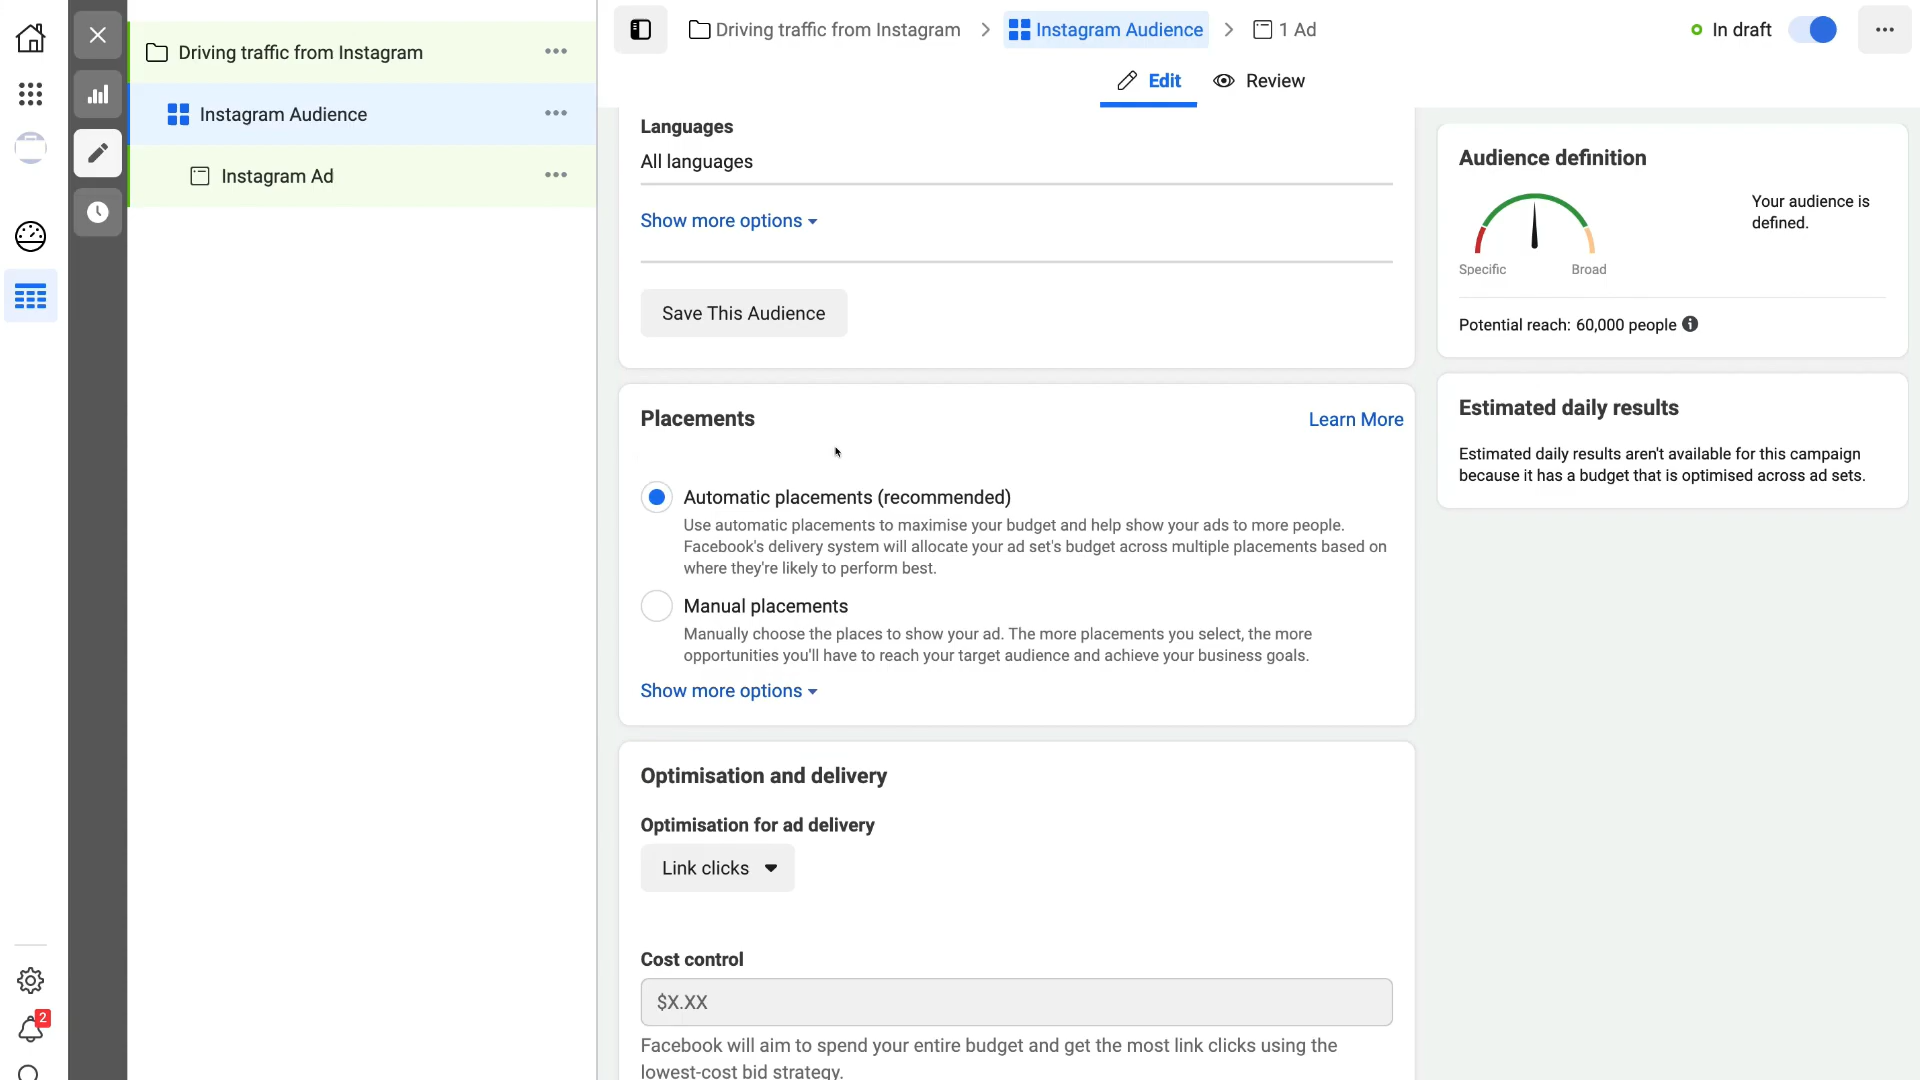 Driving traffic from Instagram
Instagram Audience
Instagram Ad
2
Driving traffic from Instagram
Instagram Audience
1 Ad
In draft
Edit
Review
Languages
All languages
Show more options
Save This Audience
Placements
Learn More
Automatic placements (recommended)
Use automatic placements to maximise your budget and help show your ads to more people.
Facebook's delivery system will allocate your ad set's budget across multiple placements based on
where they're likely to perform best.
Manual placements
Manually choose the places to show your ad. The more placements you select, the more
opportunities you'll have to reach your target audience and achieve your business goals.
Show more options
Optimisation and delivery
Optimisation for ad delivery
Link clicks
Cost control
$X.XX
Facebook will aim to spend your entire budget and get the most link clicks using the
lowest-cost bid strategy.
Audience definition
Your audience is
defined.
Specific
Broad
Potential reach: 60,000 people
Estimated daily results
Estimated daily results aren't available for this campaign
because it has a budget that is optimised across ad sets.